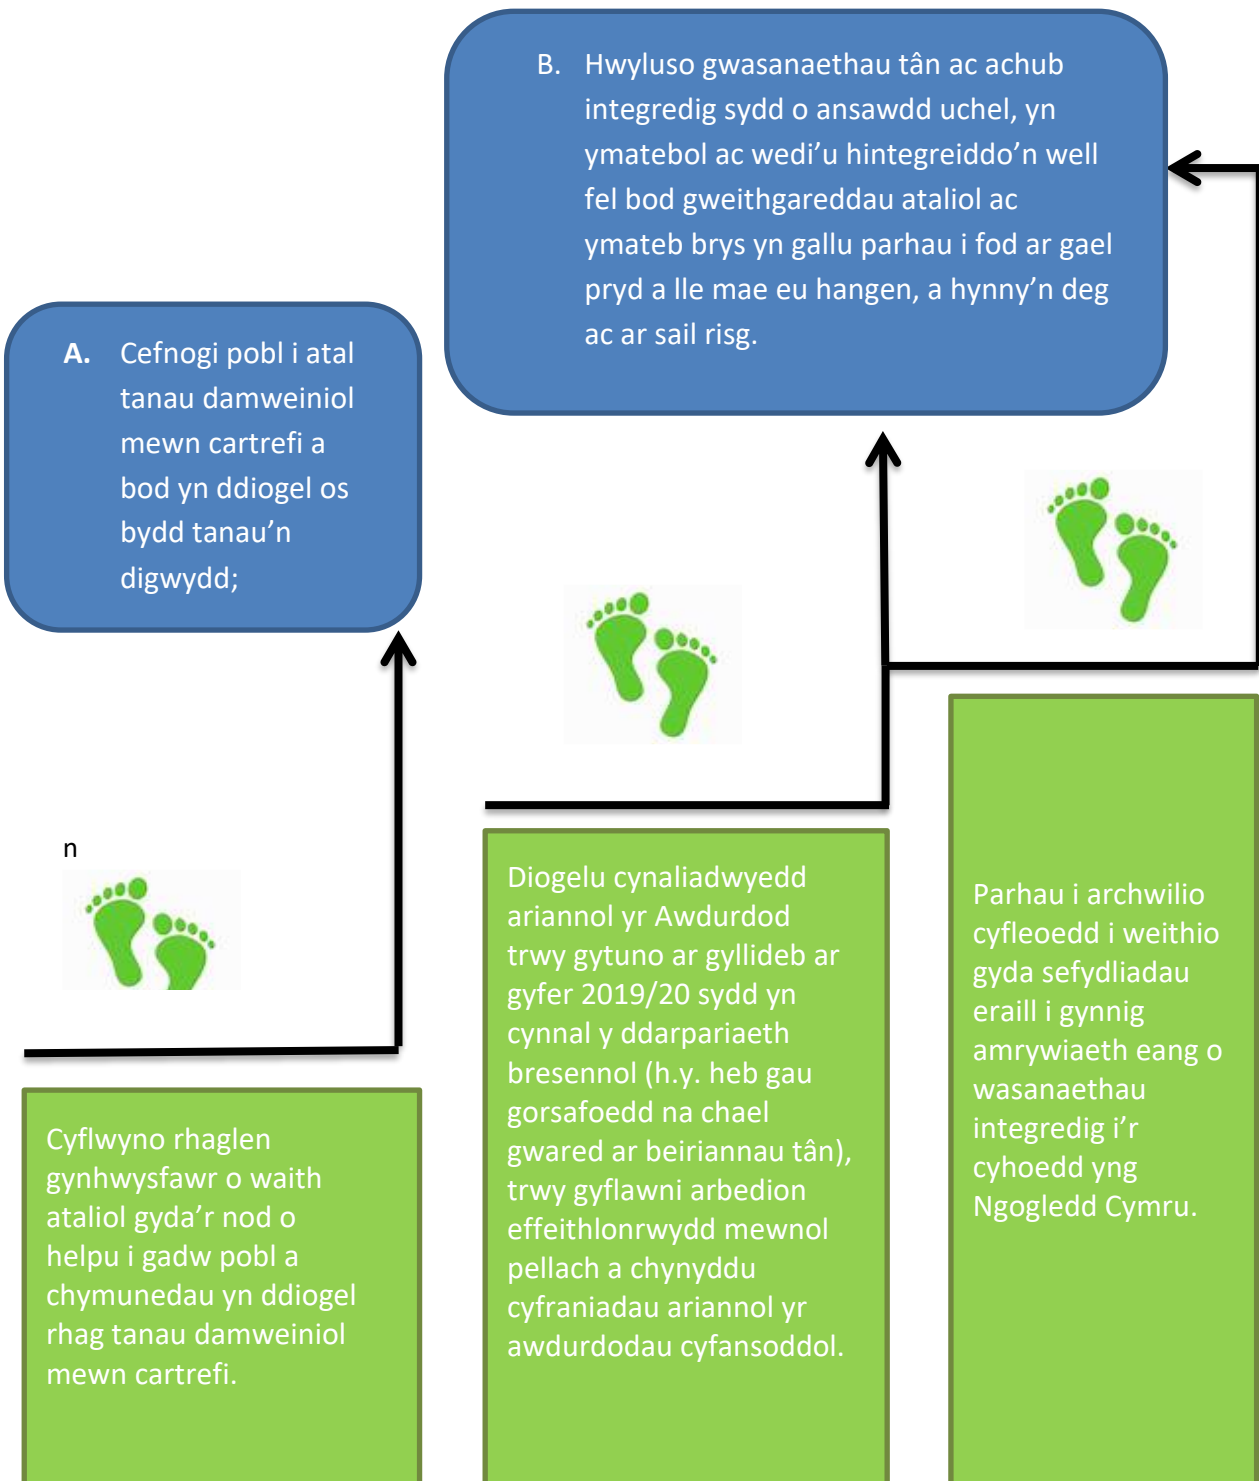 B. Hwyluso gwasanaethau tân ac achub
integredig sydd o ansawdd uchel, yn
ymatebol ac wedi’u hintegreiddo’n well
fel bod gweithgareddau ataliol ac
ymateb brys yn gallu parhau i fod ar gael
pryd a lle mae eu hangen, a hynny’n deg
ac ar sail risg.
A. Cefnogi pobl i atal
tanau damweiniol
mewn cartrefi a
bod yn ddiogel os
bydd tanau’n
digwydd;
n
Cyflwyno rhaglen
gynhwysfawr o waith
ataliol gyda’r nod o
helpu i gadw pobl a
chymunedau yn ddiogel
rhag tanau damweiniol
mewn cartrefi.
Diogelu cynaliadwyedd
ariannol yr Awdurdod
trwy gytuno ar gyllideb ar
gyfer 2019/20 sydd yn
cynnal y ddarpariaeth
bresennol (h.y. heb gau
gorsafoedd na chael
gwared ar beiriannau tân),
trwy gyflawni arbedion
effeithlonrwydd mewnol
pellach a chynyddu
cyfraniadau ariannol yr
awdurdodau cyfansoddol.
Parhau i archwilio
cyfleoedd i weithio
gyda sefydliadau
eraill i gynnig
amrywiaeth eang o
wasanaethau
integredig i’r
cyhoedd yng
Ngogledd Cymru.